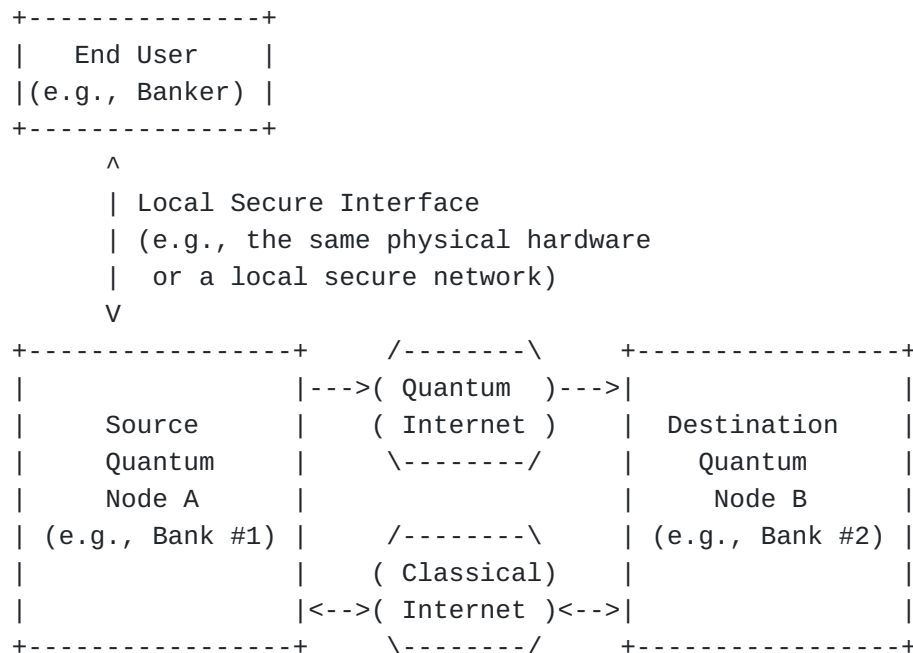 End User
(e.g., Banker)
Local Secure Interface
(e.g., the same physical hardware
or a local secure network)
Quantum
Source Internet Destination
Quantum Quantum
Node A Node B
(e.g., Bank #1) (e.g., Bank #2)
Classical
Internet